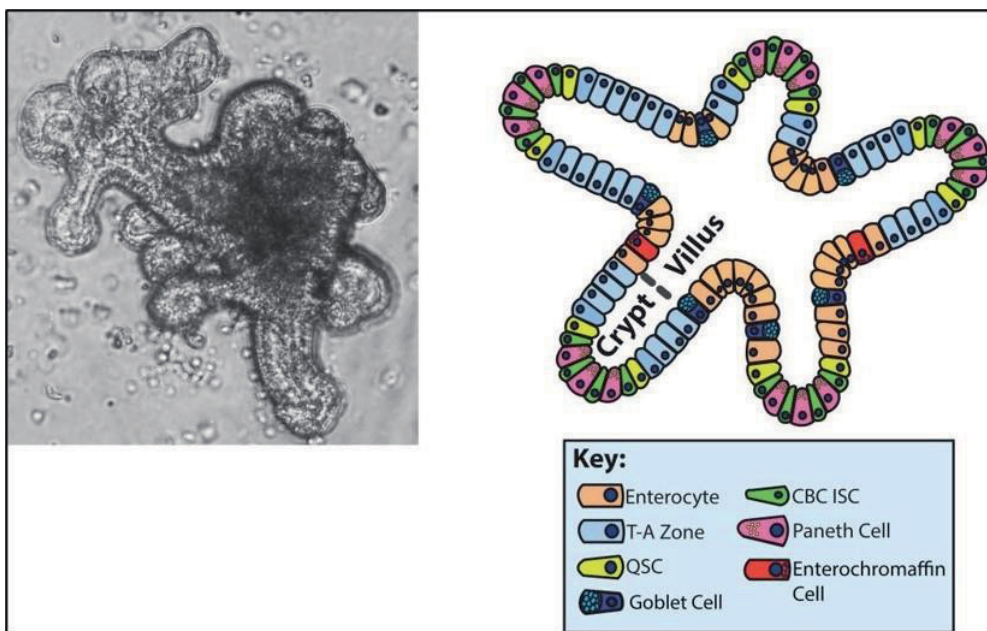 Crypt
Villus
Key:
Enterocyte
T-A Zone
QSC
Goblet Cell
CBC ISC
Paneth Cell
Enterochromaffin
Cell